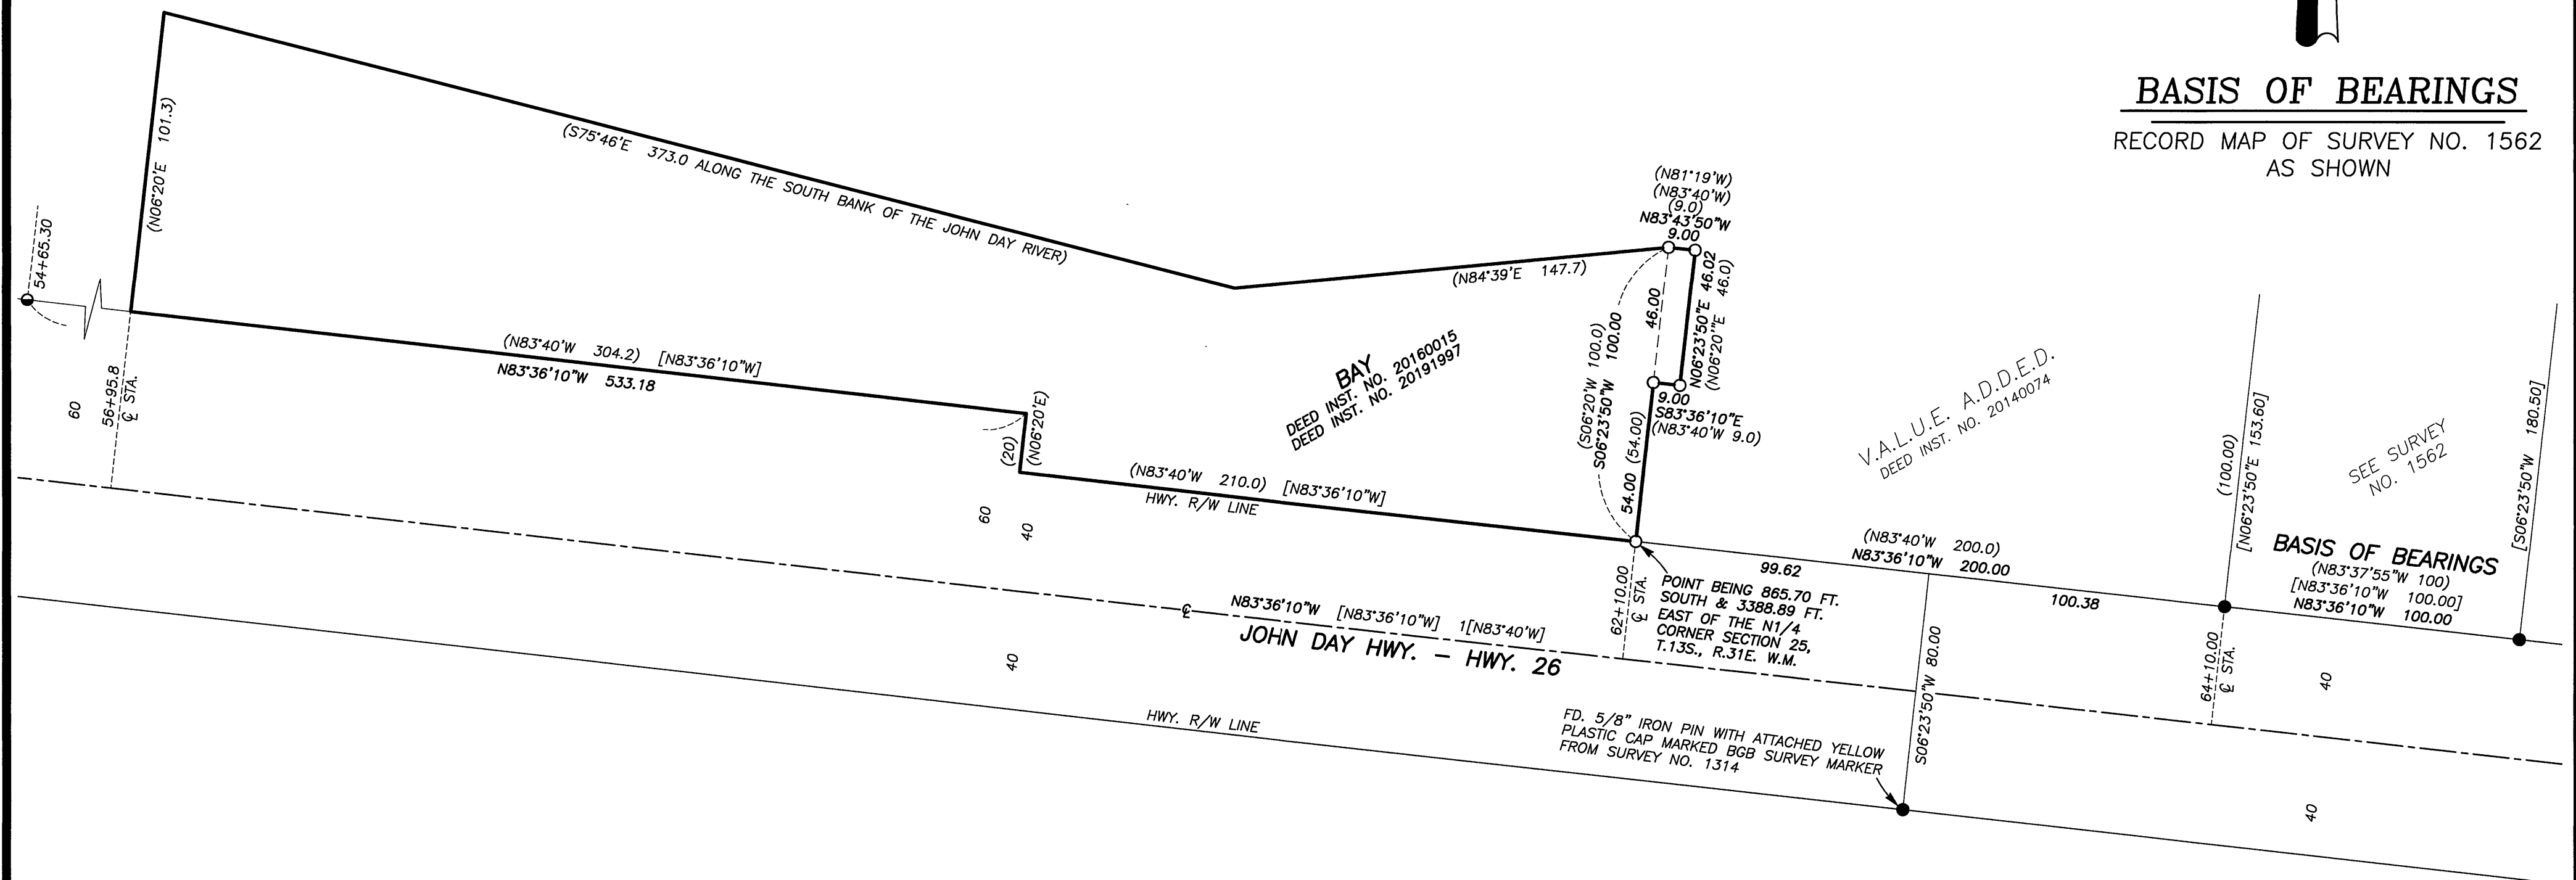 BASIS OF BEARINGS
RECORD MAP OF SURVEY NO. 1562
AS SHOWN
54+65.30
(N06°20'E 101.3)
(S75°46'E 373.0 ALONG THE SOUTH BANK OF THE JOHN DAY RIVER)
(N81°19'W)
(N83°40'W)
(9.0)
N83°43'50"W
9.00
(N84°39'E 147.7)
46.00
N06°23'50"E 46.02
(N06°20'"E 46.0)
(S06°20'W 100.0)
S06°23'50"W 100.00
9.00
S83°36'10"E
(N83°40'W 9.0)
54.00 (54.00)
BAY
DEED INST. NO. 20160015
DEED INST. NO. 20191997
(N83°40'W 304.2) [N83°36'10"W]
N83°36'10"W 533.18
60
56+95.8
℄ STA.
(20)
(N06°20'E)
(N83°40'W 210.0) [N83°36'10"W]
HWY. R/W LINE
60
40
V.A.L.U.E. A.D.D.E.D.
DEED INST. NO. 20140074
(100.00)
[N06°23'50"E 153.60]
SEE SURVEY
NO. 1562
[S06°23'50"W 180.50]
BASIS OF BEARINGS
(N83°37'55"W 100)
[N83°36'10"W 100.00]
N83°36'10"W 100.00
(N83°40'W 200.0)
N83°36'10"W 200.00
99.62
100.38
62+10.00
℄ STA.
POINT BEING 865.70 FT.
SOUTH & 3388.89 FT.
EAST OF THE N1/4
CORNER SECTION 25,
T.13S., R.31E. W.M.
℄
N83°36'10"W [N83°36'10"W] 1[N83°40'W]
JOHN DAY HWY. - HWY. 26
40
S06°23'50"W 80.00
64+10.00
℄ STA.
40
HWY. R/W LINE
FD. 5/8" IRON PIN WITH ATTACHED YELLOW
PLASTIC CAP MARKED BGB SURVEY MARKER
FROM SURVEY NO. 1314
40